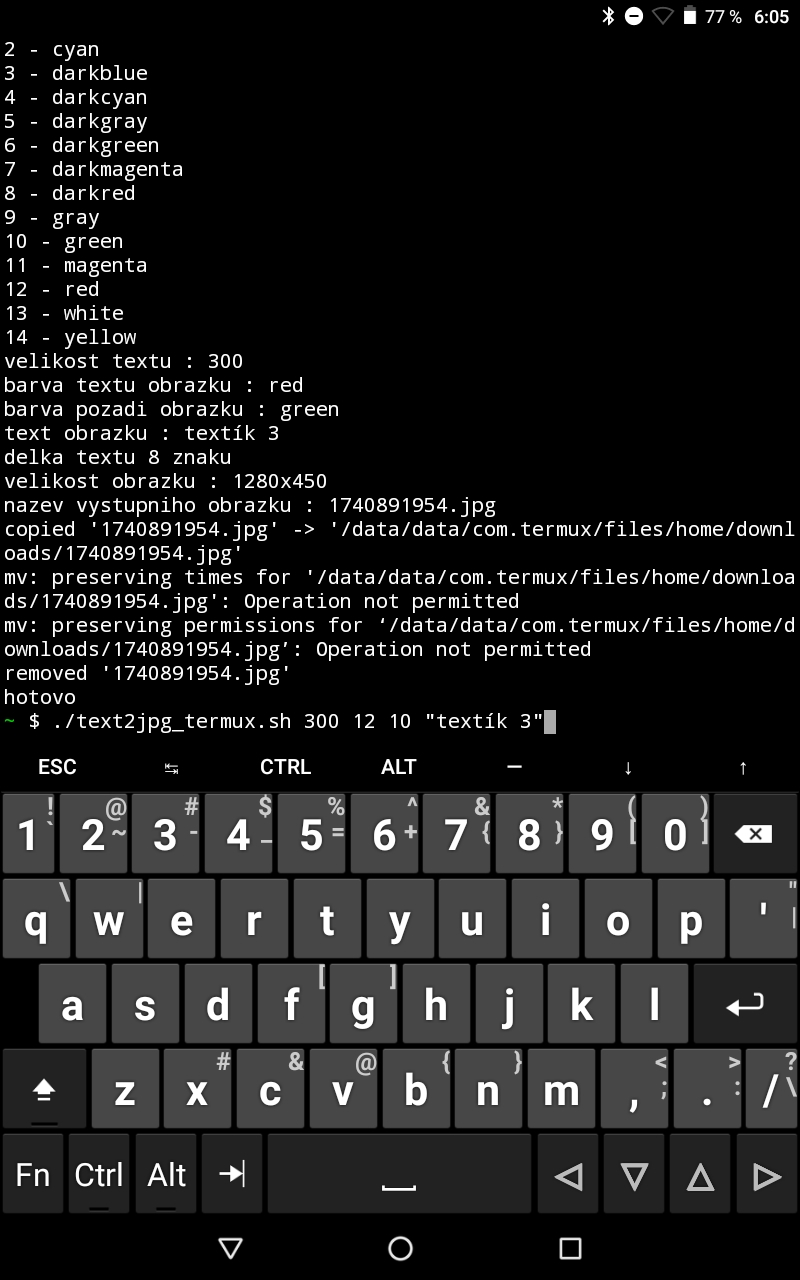 77 % 6:05
2 - cyan
3 - darkblue
4 - darkcyan
5 - darkgray
6 - darkgreen
7 - darkmagenta
8 - darkred
9 - gray
10 - green
11 - magenta
12 - red
13 - white
14 - yellow
velikost textu : 300
barva textu obrazku : red
barva pozadi obrazku : green
text obrazku : textík 3
delka textu 8 znaku
velikost obrazku : 1280x450
nazev vystupniho obrazku : 1740891954.jpg
copied '1740891954.jpg' -> '/data/data/com.termux/files/home/downl
oads/1740891954.jpg'
mv: preserving times for '/data/data/com.termux/files/home/downloa
ds/1740891954.jpg': Operation not permitted
mv: preserving permissions for ‘/data/data/com.termux/files/home/d
ownloads/1740891954.jpg’: Operation not permitted
removed '1740891954.jpg'
hotovo
~ $ ./text2jpg_termux.sh 300 12 10 "textík 3"
ESC ↹ CTRL ALT — ↓ ↑
1 ! ` 2 @ ~ 3 # - 4 $ _ 5 % = 6 ^ + 7 & { 8 * } 9 ( [ 0 ) ]
q \ w | e r t y u i o p ' " |
a s d f [ g ] h j k l
z x # c & v @ b { n } m , < ; . > : / ? \
Fn Ctrl Alt